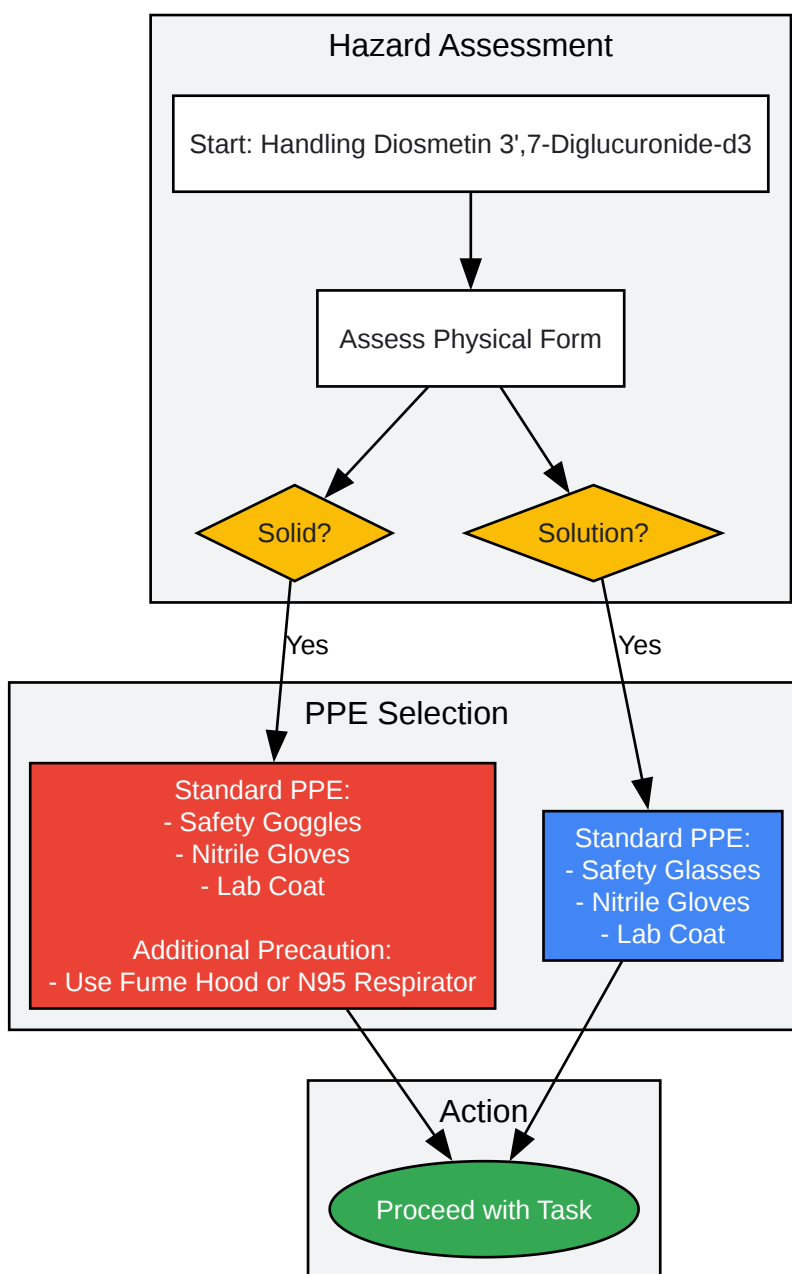 Hazard Assessment
Start: Handling Diosmetin 3',7-Diglucuronide-d3
Assess Physical Form
Solid?
Solution?
Yes
Yes
PPE Selection
Standard PPE:
- Safety Goggles
- Nitrile Gloves
- Lab Coat
Additional Precaution:
- Use Fume Hood or N95 Respirator
Standard PPE:
- Safety Glasses
- Nitrile Gloves
- Lab Coat
Action
Proceed with Task